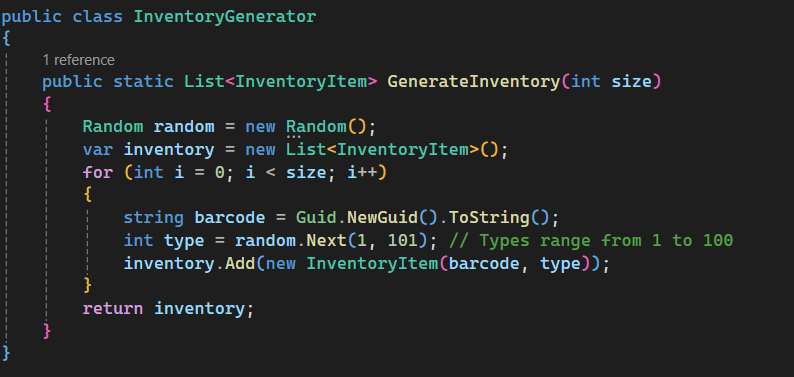 public class InventoryGenerator
{
1 reference
public static List<InventoryItem> GenerateInventory(int size)
{
Random random = new Random();
var inventory = new List<InventoryItem>();
for (int i = 0; i < size; i++)
{
string barcode = Guid.NewGuid().ToString();
int type = random.Next(1, 101); // Types range from 1 to 100
inventory.Add(new InventoryItem(barcode, type));
}
return inventory;
}
}